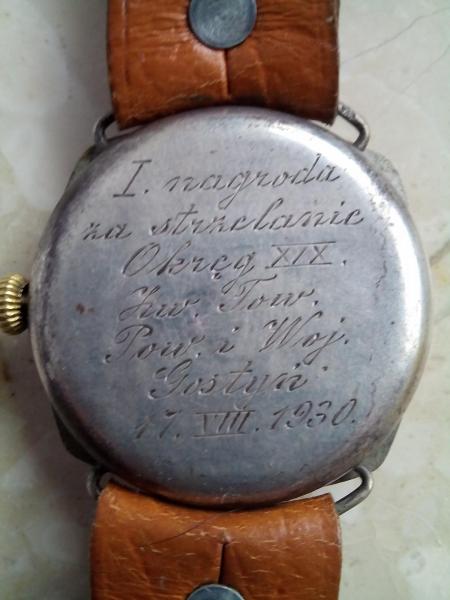 I. nagroda
za strzelanie
Okręg XIX.
Zw. Tow.
Pow. i Woj.
"Gostyń"
17. VIII. 1930.